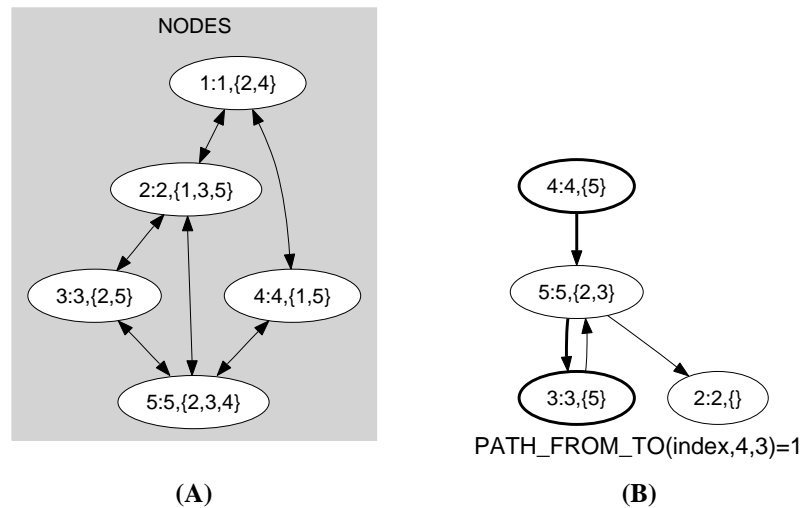 NODES
1:1,{2,4}
2:2,{1,3,5}
3:3,{2,5}
4:4,{1,5}
5:5,{2,3,4}
(A)
4:4,{5}
5:5,{2,3}
3:3,{5}
2:2,{}
PATH_FROM_TO(index,4,3)=1
(B)